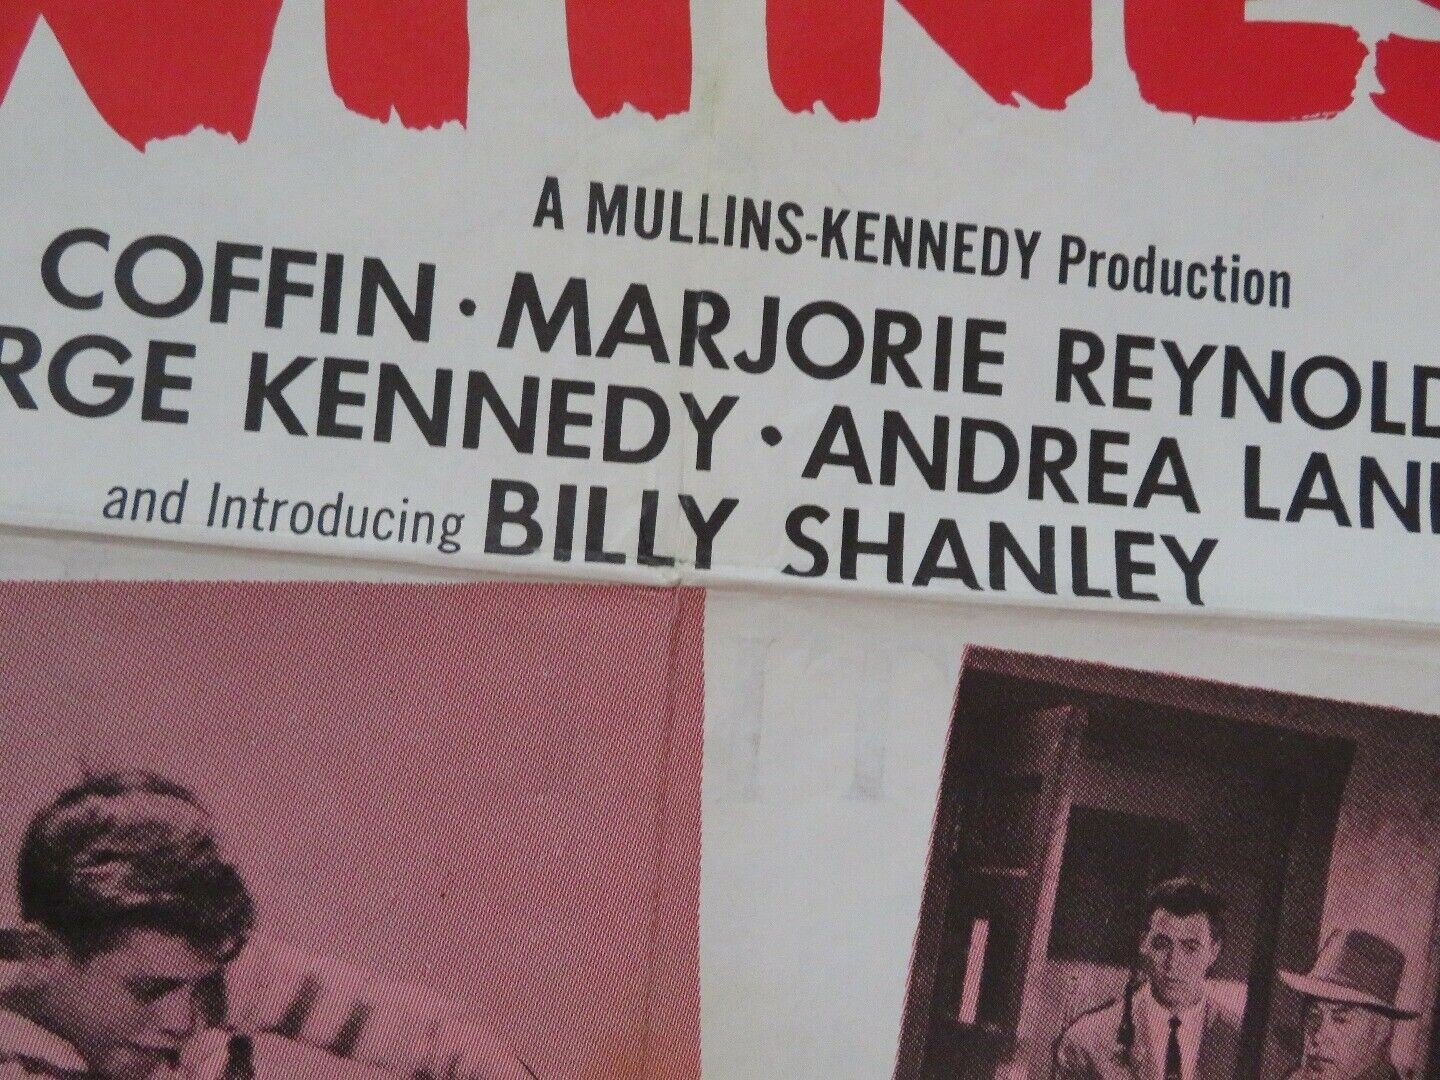 A MULLINS-KENNEDY Production
COFFIN · MARJORIE REYNOLD
RGE KENNEDY · ANDREA LAN
and Introducing BILLY SHANLEY